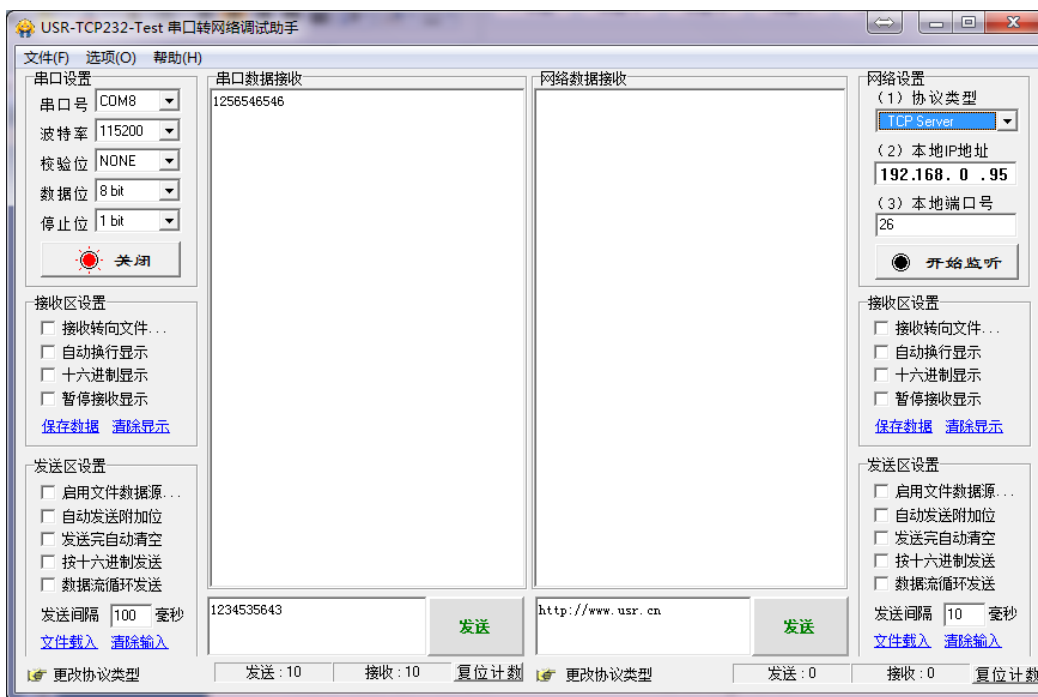 USR-TCP232-Test 串口转网络调试助手
文件(F) 选项(O) 帮助(H)
串口设置
串口号 COM8
波特率 115200
校验位 NONE
数据位 8 bit
停止位 1 bit
关闭
接收区设置
接收转向文件...
自动换行显示
十六进制显示
暂停接收显示
保存数据 清除显示
发送区设置
启用文件数据源...
自动发送附加位
发送完自动清空
按十六进制发送
数据流循环发送
发送间隔 100 毫秒
文件载入 清除输入
串口数据接收
1256546546
1234535643
发送
网络数据接收
http://www.usr.cn
发送
网络设置
(1) 协议类型
TCP Server
(2) 本地IP地址
192.168. 0 .95
(3) 本地端口号
26
开始监听
接收区设置
接收转向文件...
自动换行显示
十六进制显示
暂停接收显示
保存数据 清除显示
发送区设置
启用文件数据源...
自动发送附加位
发送完自动清空
按十六进制发送
数据流循环发送
发送间隔 10 毫秒
文件载入 清除输入
更改协议类型 发送:10 接收:10 复位计数 更改协议类型 发送:0 接收:0 复位计数